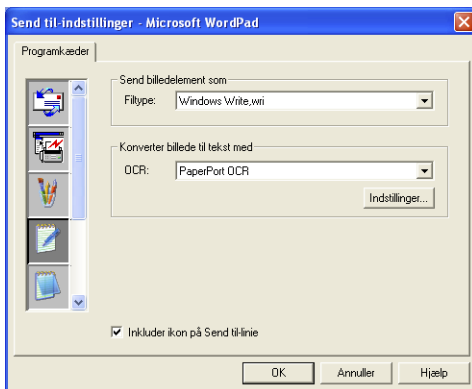 Send til-indstillinger - Microsoft WordPad
Programkæder
Send billedelement som
Filtype: Windows Write,wri
Konverter billede til tekst med
OCR: PaperPort OCR
Indstillinger...
Inkluder ikon på Send til-linie
OK Annuller Hjælp